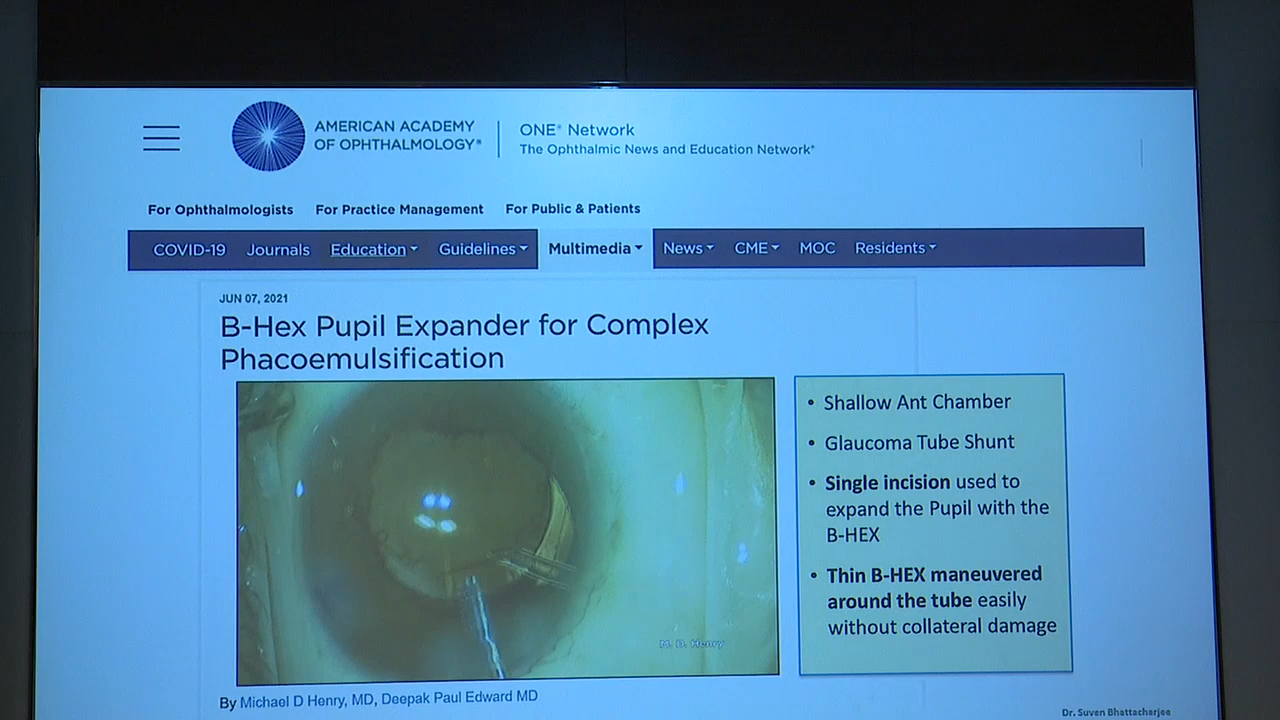 AMERICAN ACADEMY
OF OPHTHALMOLOGY®
ONE® Network
The Ophthalmic News and Education Network®
For Ophthalmologists For Practice Management For Public & Patients
COVID-19 Journals Education Guidelines Multimedia News CME MOC Residents
JUN 07, 2021
B-Hex Pupil Expander for Complex
Phacoemulsification
• Shallow Ant Chamber
• Glaucoma Tube Shunt
• Single incision used to
expand the Pupil with the
B-HEX
• Thin B-HEX maneuvered
around the tube easily
without collateral damage
M. D. Henry
By Michael D Henry, MD, Deepak Paul Edward MD
Dr. Suven Bhattacharjee